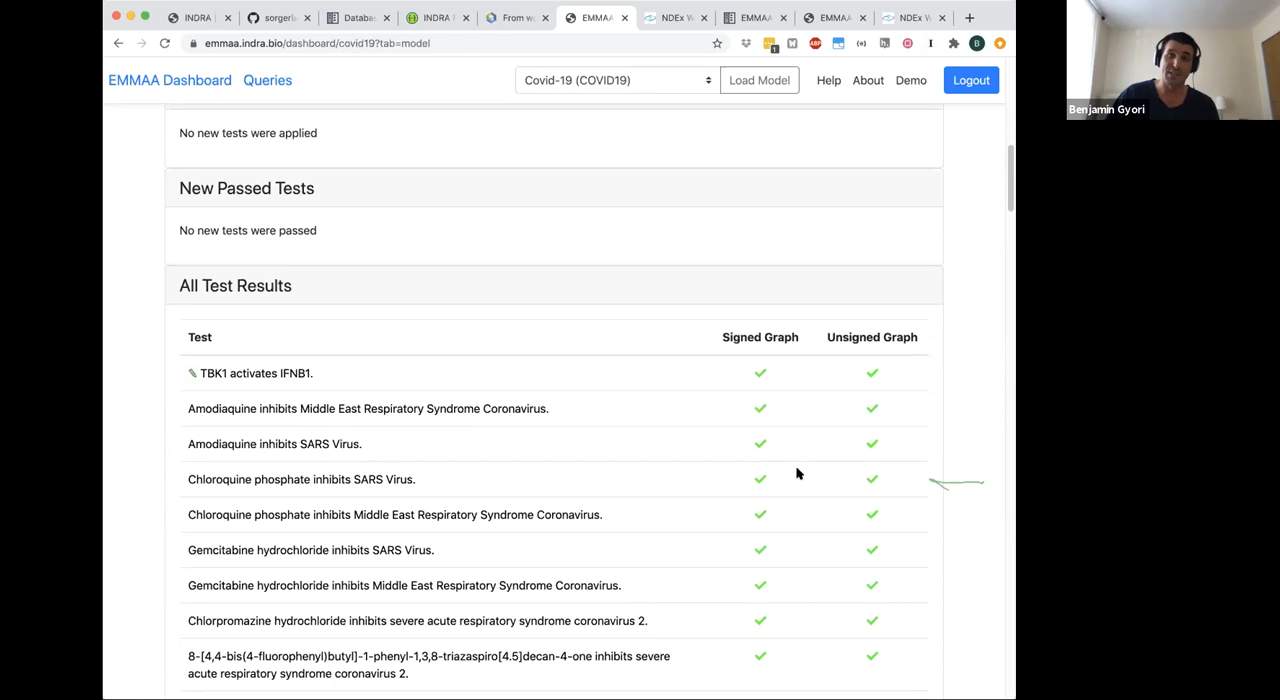 INDRA |
sorgerl
Databas
INDRA
From w
EMMAA
NDEx W
EMMAA
EMMAA
NDEx W
emmaa.indra.bio/dashboard/covid19?tab=model
EMMAA Dashboard Queries Covid-19 (COVID19) Load Model Help About Demo Logout
Benjamin Gyori
No new tests were applied
New Passed Tests
No new tests were passed
All Test Results
Test Signed Graph Unsigned Graph
TBK1 activates IFNB1.
Amodiaquine inhibits Middle East Respiratory Syndrome Coronavirus.
Amodiaquine inhibits SARS Virus.
Chloroquine phosphate inhibits SARS Virus.
Chloroquine phosphate inhibits Middle East Respiratory Syndrome Coronavirus.
Gemcitabine hydrochloride inhibits SARS Virus.
Gemcitabine hydrochloride inhibits Middle East Respiratory Syndrome Coronavirus.
Chlorpromazine hydrochloride inhibits severe acute respiratory syndrome coronavirus 2.
8-[4,4-bis(4-fluorophenyl)butyl]-1-phenyl-1,3,8-triazaspiro[4.5]decan-4-one inhibits severe
acute respiratory syndrome coronavirus 2.